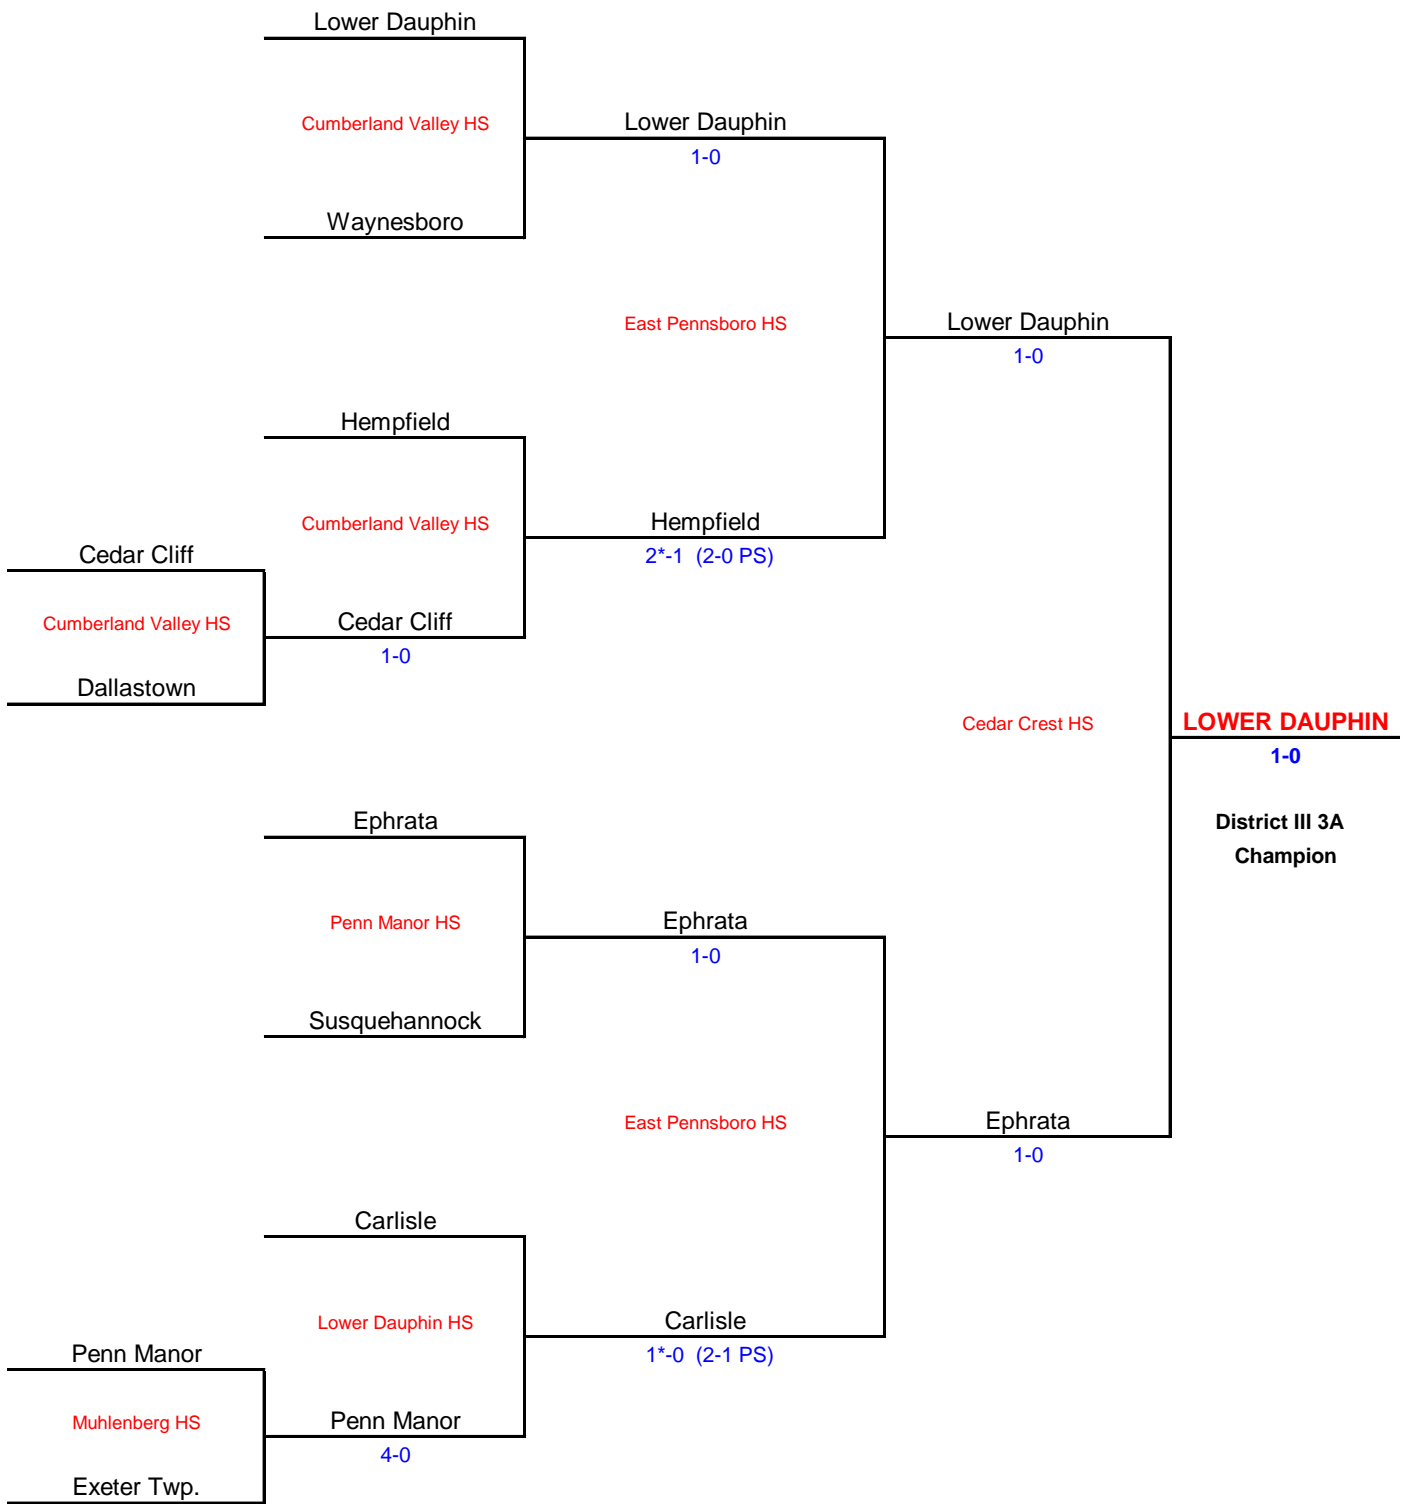 Lower Dauphin
Cumberland Valley HS
Lower Dauphin
1-0
Waynesboro
East Pennsboro HS
Lower Dauphin
1-0
Hempfield
Cumberland Valley HS
Hempfield
2*-1 (2-0 PS)
Cedar Cliff
Cumberland Valley HS
Cedar Cliff
1-0
Dallastown
Cedar Crest HS
LOWER DAUPHIN
1-0
District III 3A
Champion
Ephrata
Penn Manor HS
Ephrata
1-0
Susquehannock
East Pennsboro HS
Ephrata
1-0
Carlisle
Lower Dauphin HS
Carlisle
1*-0 (2-1 PS)
Penn Manor
Muhlenberg HS
Penn Manor
4-0
Exeter Twp.